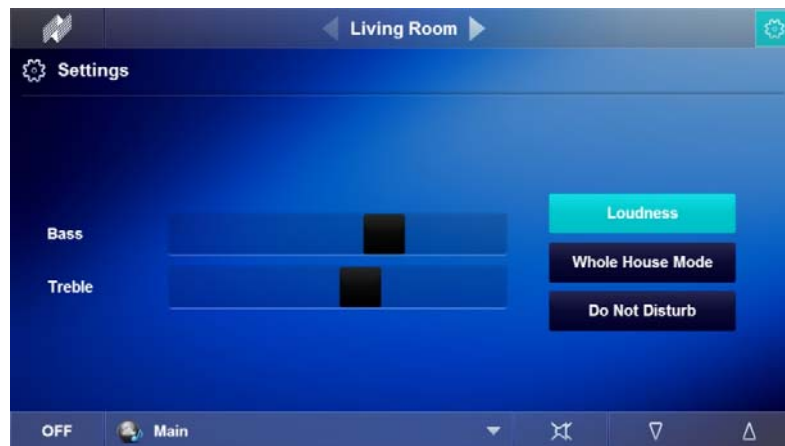 Living Room
Settings
Bass
Treble
Loudness
Whole House Mode
Do Not Disturb
OFF
Main